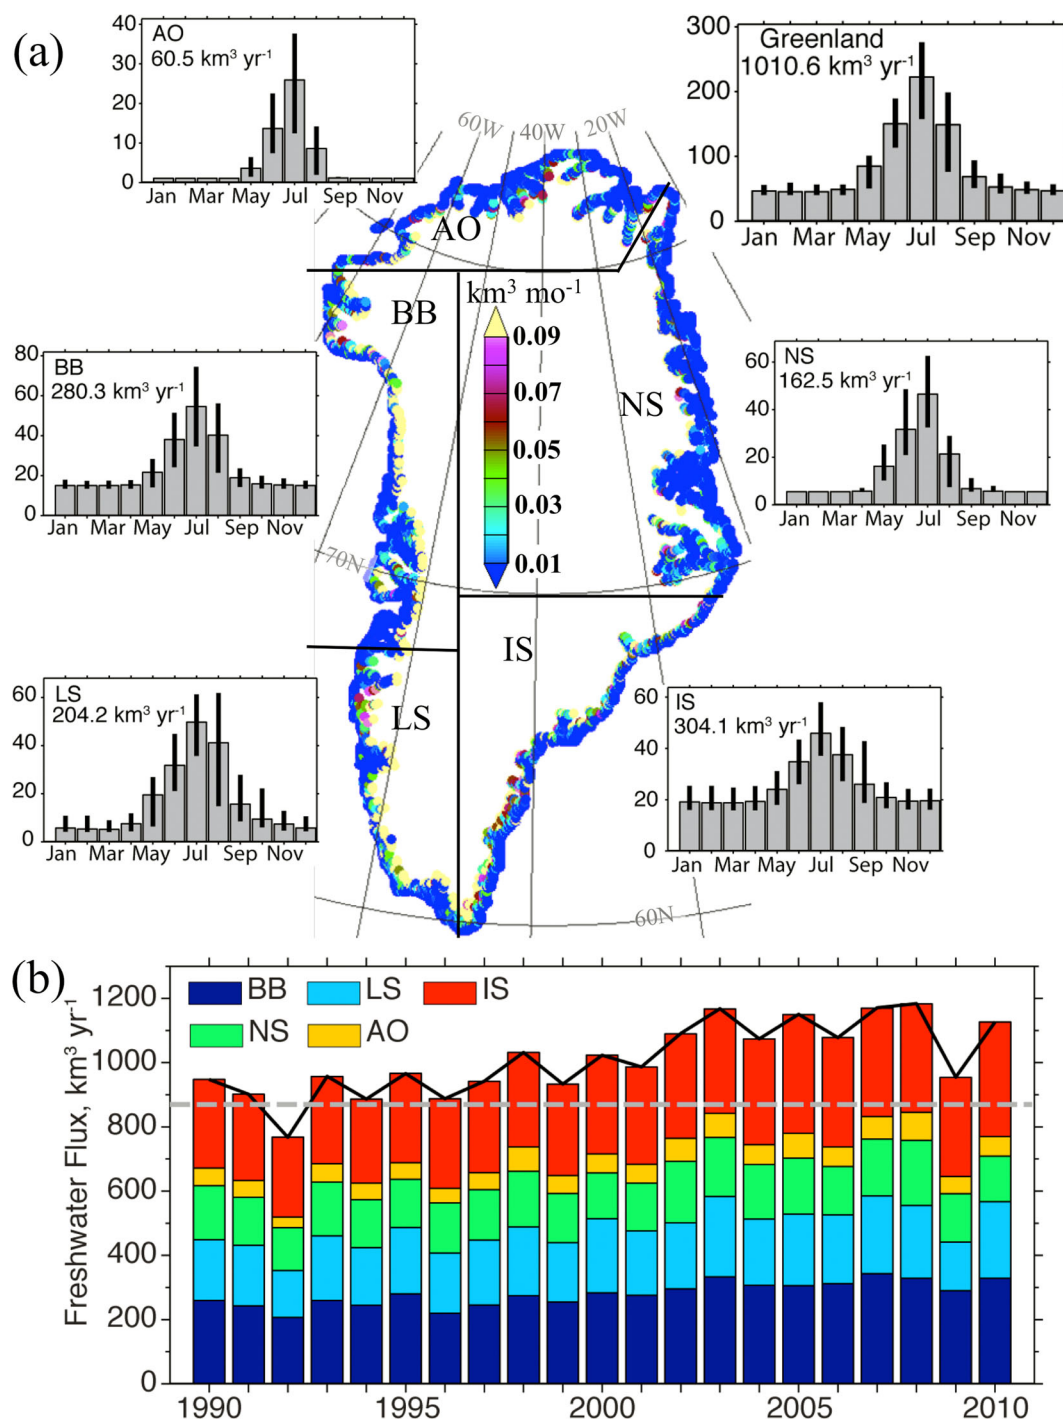 (a)
AO
60.5 km³ yr⁻¹
40
30
20
10
0
Jan Mar May Jul Sep Nov
Greenland
1010.6 km³ yr⁻¹
300
200
100
0
Jan Mar May Jul Sep Nov
60W 40W 20W
AO
BB
km³ mo⁻¹
0.09
0.07
0.05
0.03
0.01
NS
70N
IS
LS
60N
BB
280.3 km³ yr⁻¹
80
60
40
20
0
Jan Mar May Jul Sep Nov
NS
162.5 km³ yr⁻¹
60
40
20
0
Jan Mar May Jul Sep Nov
LS
204.2 km³ yr⁻¹
60
40
20
0
Jan Mar May Jul Sep Nov
IS
304.1 km³ yr⁻¹
60
40
20
0
Jan Mar May Jul Sep Nov
(b)
BB LS IS
NS AO
Freshwater Flux, km³ yr⁻¹
1200
1000
800
600
400
200
0
1990 1995 2000 2005 2010